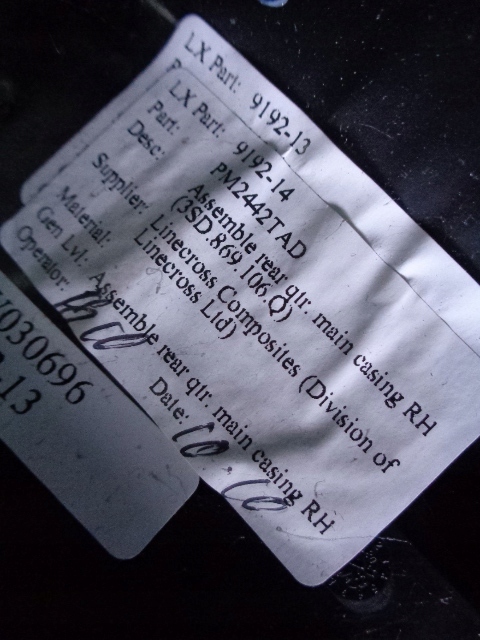 LX Part: 9192-13
P
LX Part: 9192-14
Part: PM2442TAD
Desc: Assemble rear qtr. main casing RH
(3SD.869.106.Q)
Supplier: Linecross Composites (Division of
Linecross Ltd)
Material:
Gen Lvl: Assemble rear qtr. main casing RH
Operator: Date:
030696
-13